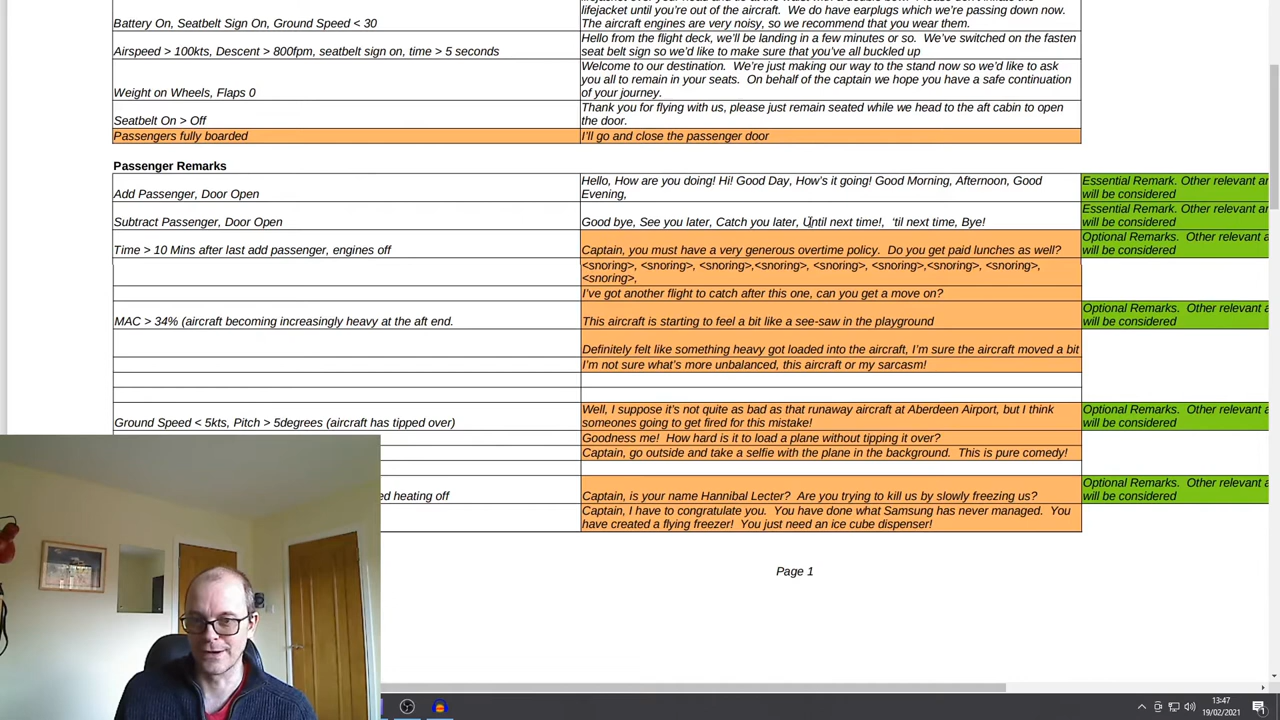 lifejacket until you're out of the aircraft. We do have earplugs which we're passing down now.
Battery On, Seatbelt Sign On, Ground Speed < 30
The aircraft engines are very noisy, so we recommend that you wear them.
Hello from the flight deck, we'll be landing in a few minutes or so. We've switched on the fasten
Airspeed > 100kts, Descent > 800fpm, seatbelt sign on, time > 5 seconds
seat belt sign so we'd like to make sure that you've all buckled up
Welcome to our destination. We're just making our way to the stand now so we'd like to ask
you all to remain in your seats. On behalf of the captain we hope you have a safe continuation
Weight on Wheels, Flaps 0
of your journey.
Thank you for flying with us, please just remain seated while we head to the aft cabin to open
Seatbelt On > Off
the door.
Passengers fully boarded
I'll go and close the passenger door
Passenger Remarks
Hello, How are you doing! Hi! Good Day, How's it going! Good Morning, Afternoon, Good
Essential Remark. Other relevant
Add Passenger, Door Open
Evening,
will be considered
Essential Remark. Other relevant
Subtract Passenger, Door Open
Good bye, See you later, Catch you later, Until next time!, 'til next time, Bye!
will be considered
Optional Remarks. Other relevant
Time > 10 Mins after last add passenger, engines off
Captain, you must have a very generous overtime policy. Do you get paid lunches as well?
will be considered
<snoring>, <snoring>, <snoring>,<snoring>, <snoring>, <snoring>,<snoring>, <snoring>,
<snoring>,
I've got another flight to catch after this one, can you get a move on?
Optional Remarks. Other relevant
MAC > 34% (aircraft becoming increasingly heavy at the aft end.
This aircraft is starting to feel a bit like a see-saw in the playground
will be considered
Definitely felt like something heavy got loaded into the aircraft, I'm sure the aircraft moved a bit
I'm not sure what's more unbalanced, this aircraft or my sarcasm!
Well, I suppose it's not quite as bad as that runaway aircraft at Aberdeen Airport, but I think
Optional Remarks. Other relevant
Ground Speed < 5kts, Pitch > 5degrees (aircraft has tipped over)
someones going to get fired for this mistake!
will be considered
Goodness me! How hard is it to load a plane without tipping it over?
Captain, go outside and take a selfie with the plane in the background. This is pure comedy!
Optional Remarks. Other relevant
heating off
Captain, is your name Hannibal Lecter? Are you trying to kill us by slowly freezing us?
will be considered
Captain, I have to congratulate you. You have done what Samsung has never managed. You
have created a flying freezer! You just need an ice cube dispenser!
Page 1
13:47
19/02/2021